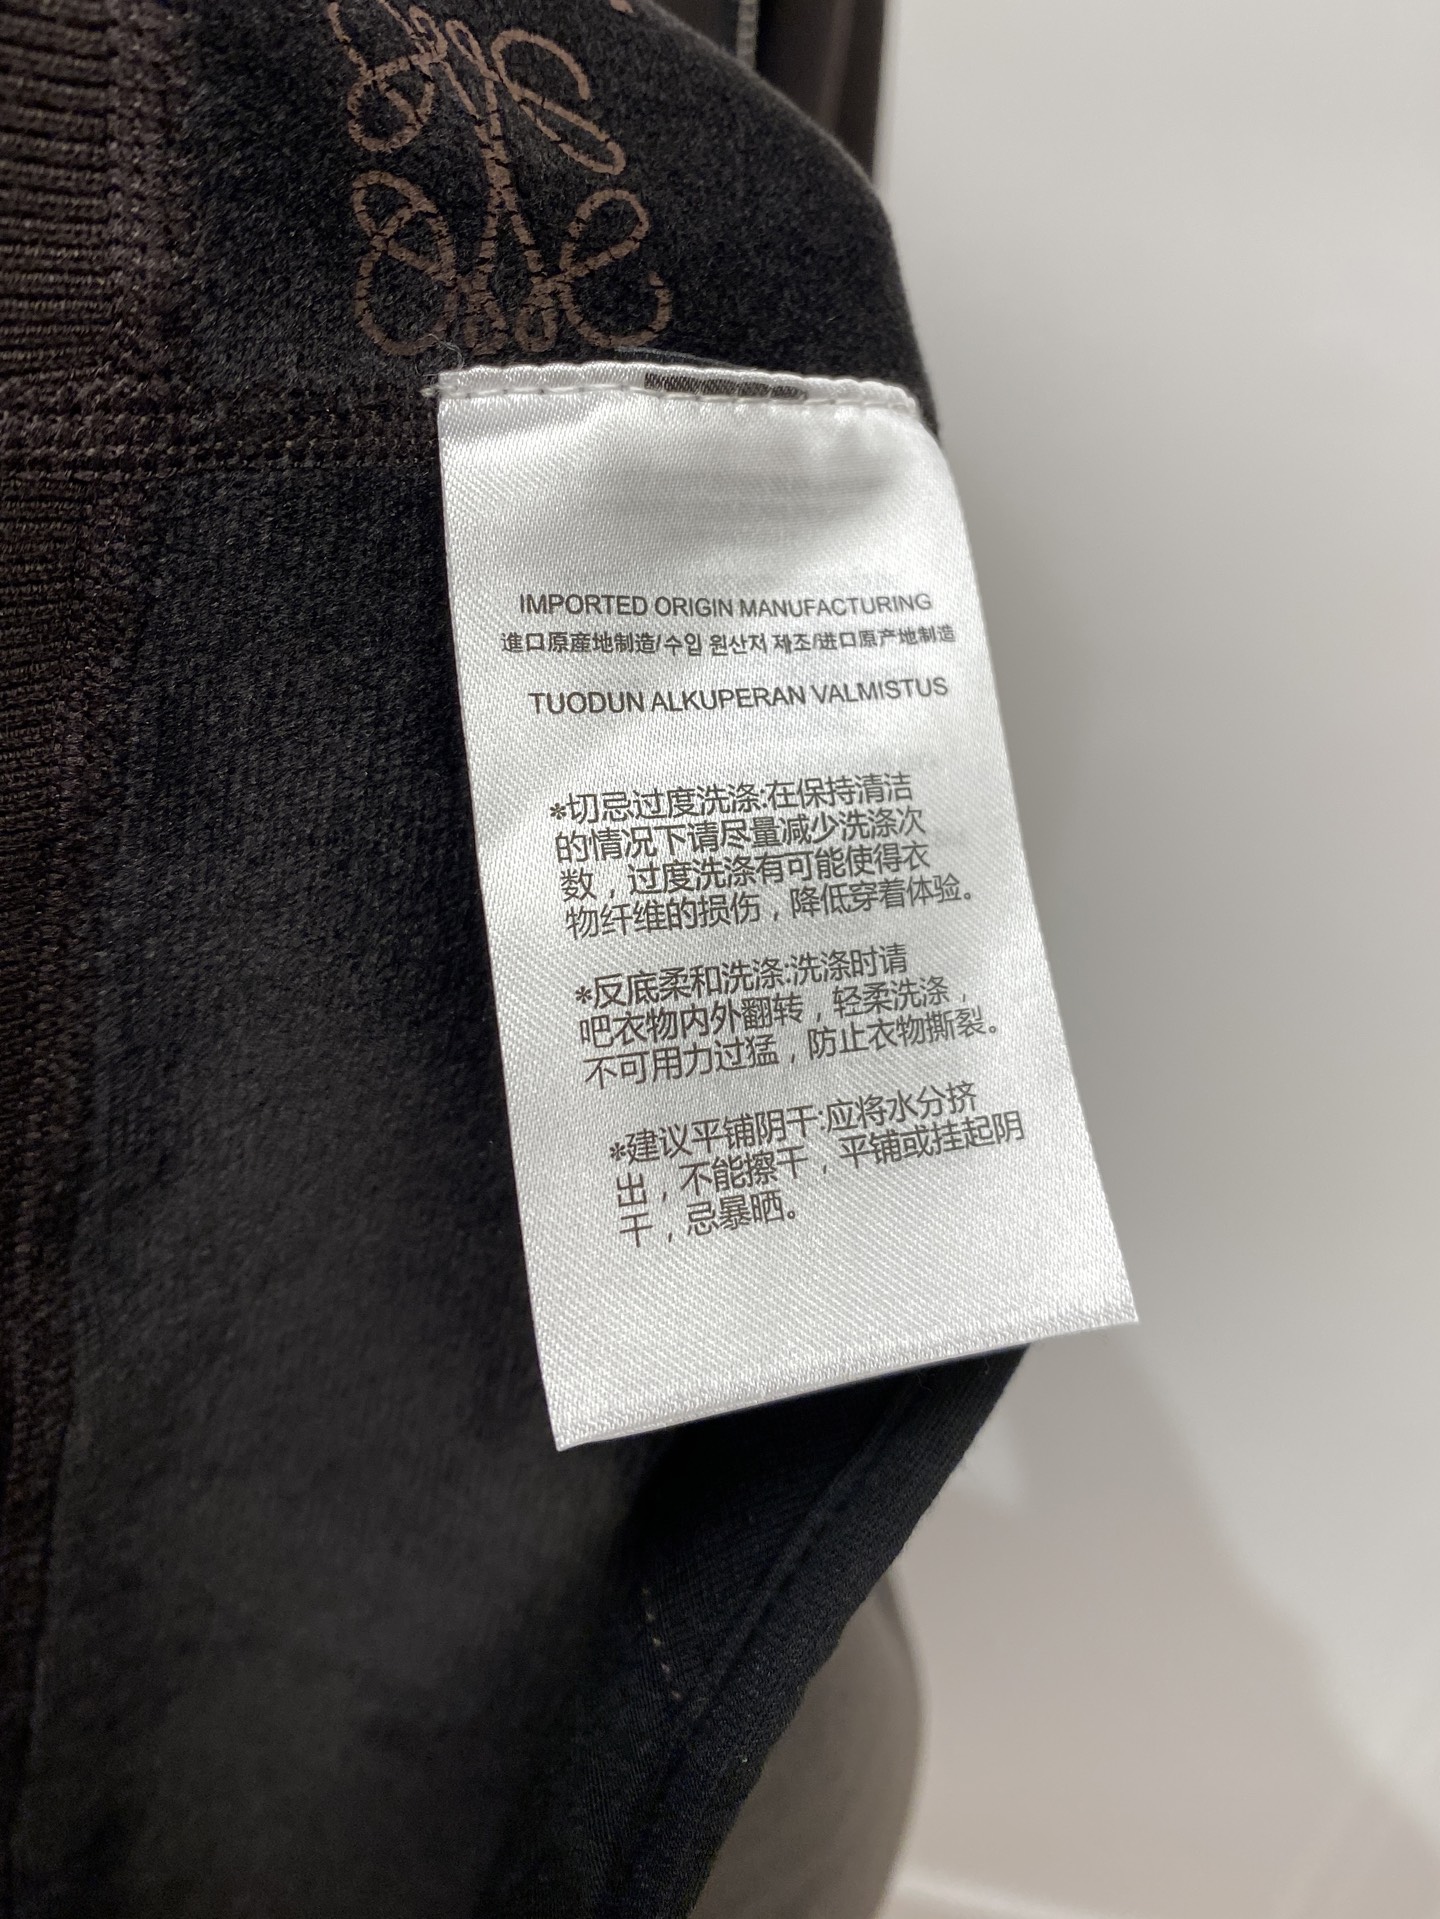 IMPORTED ORIGIN MANUFACTURING
進口原産地制造/수입 원산저 제조/进口原产地制造
TUODUN ALKUPERAN VALMISTUS
*切忌过度洗涤:在保持清洁
的情况下请尽量减少洗涤次
数，过度洗涤有可能使得衣
物纤维的损伤，降低穿着体验。
*反底柔和洗涤:洗涤时请
吧衣物内外翻转，轻柔洗涤，
不可用力过猛，防止衣物撕裂。
*建议平铺阴干:应将水分挤
出，不能擦干，平铺或挂起阴
干，忌暴晒。